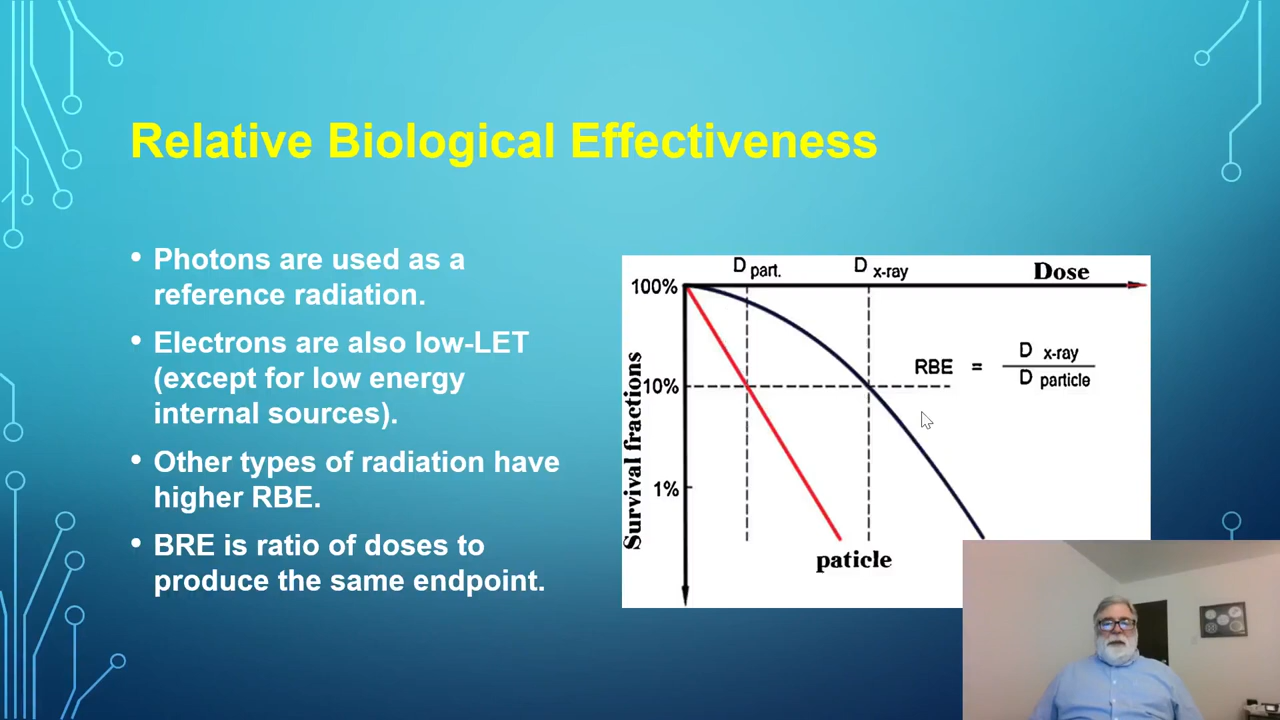 Relative Biological Effectiveness
• Photons are used as a
reference radiation.
• Electrons are also low-LET
(except for low energy
internal sources).
• Other types of radiation have
higher RBE.
• BRE is ratio of doses to
produce the same endpoint.
D part.
D x-ray
Dose
100%
RBE = D x-ray
D particle
10%
1%
Survival fractions
paticle